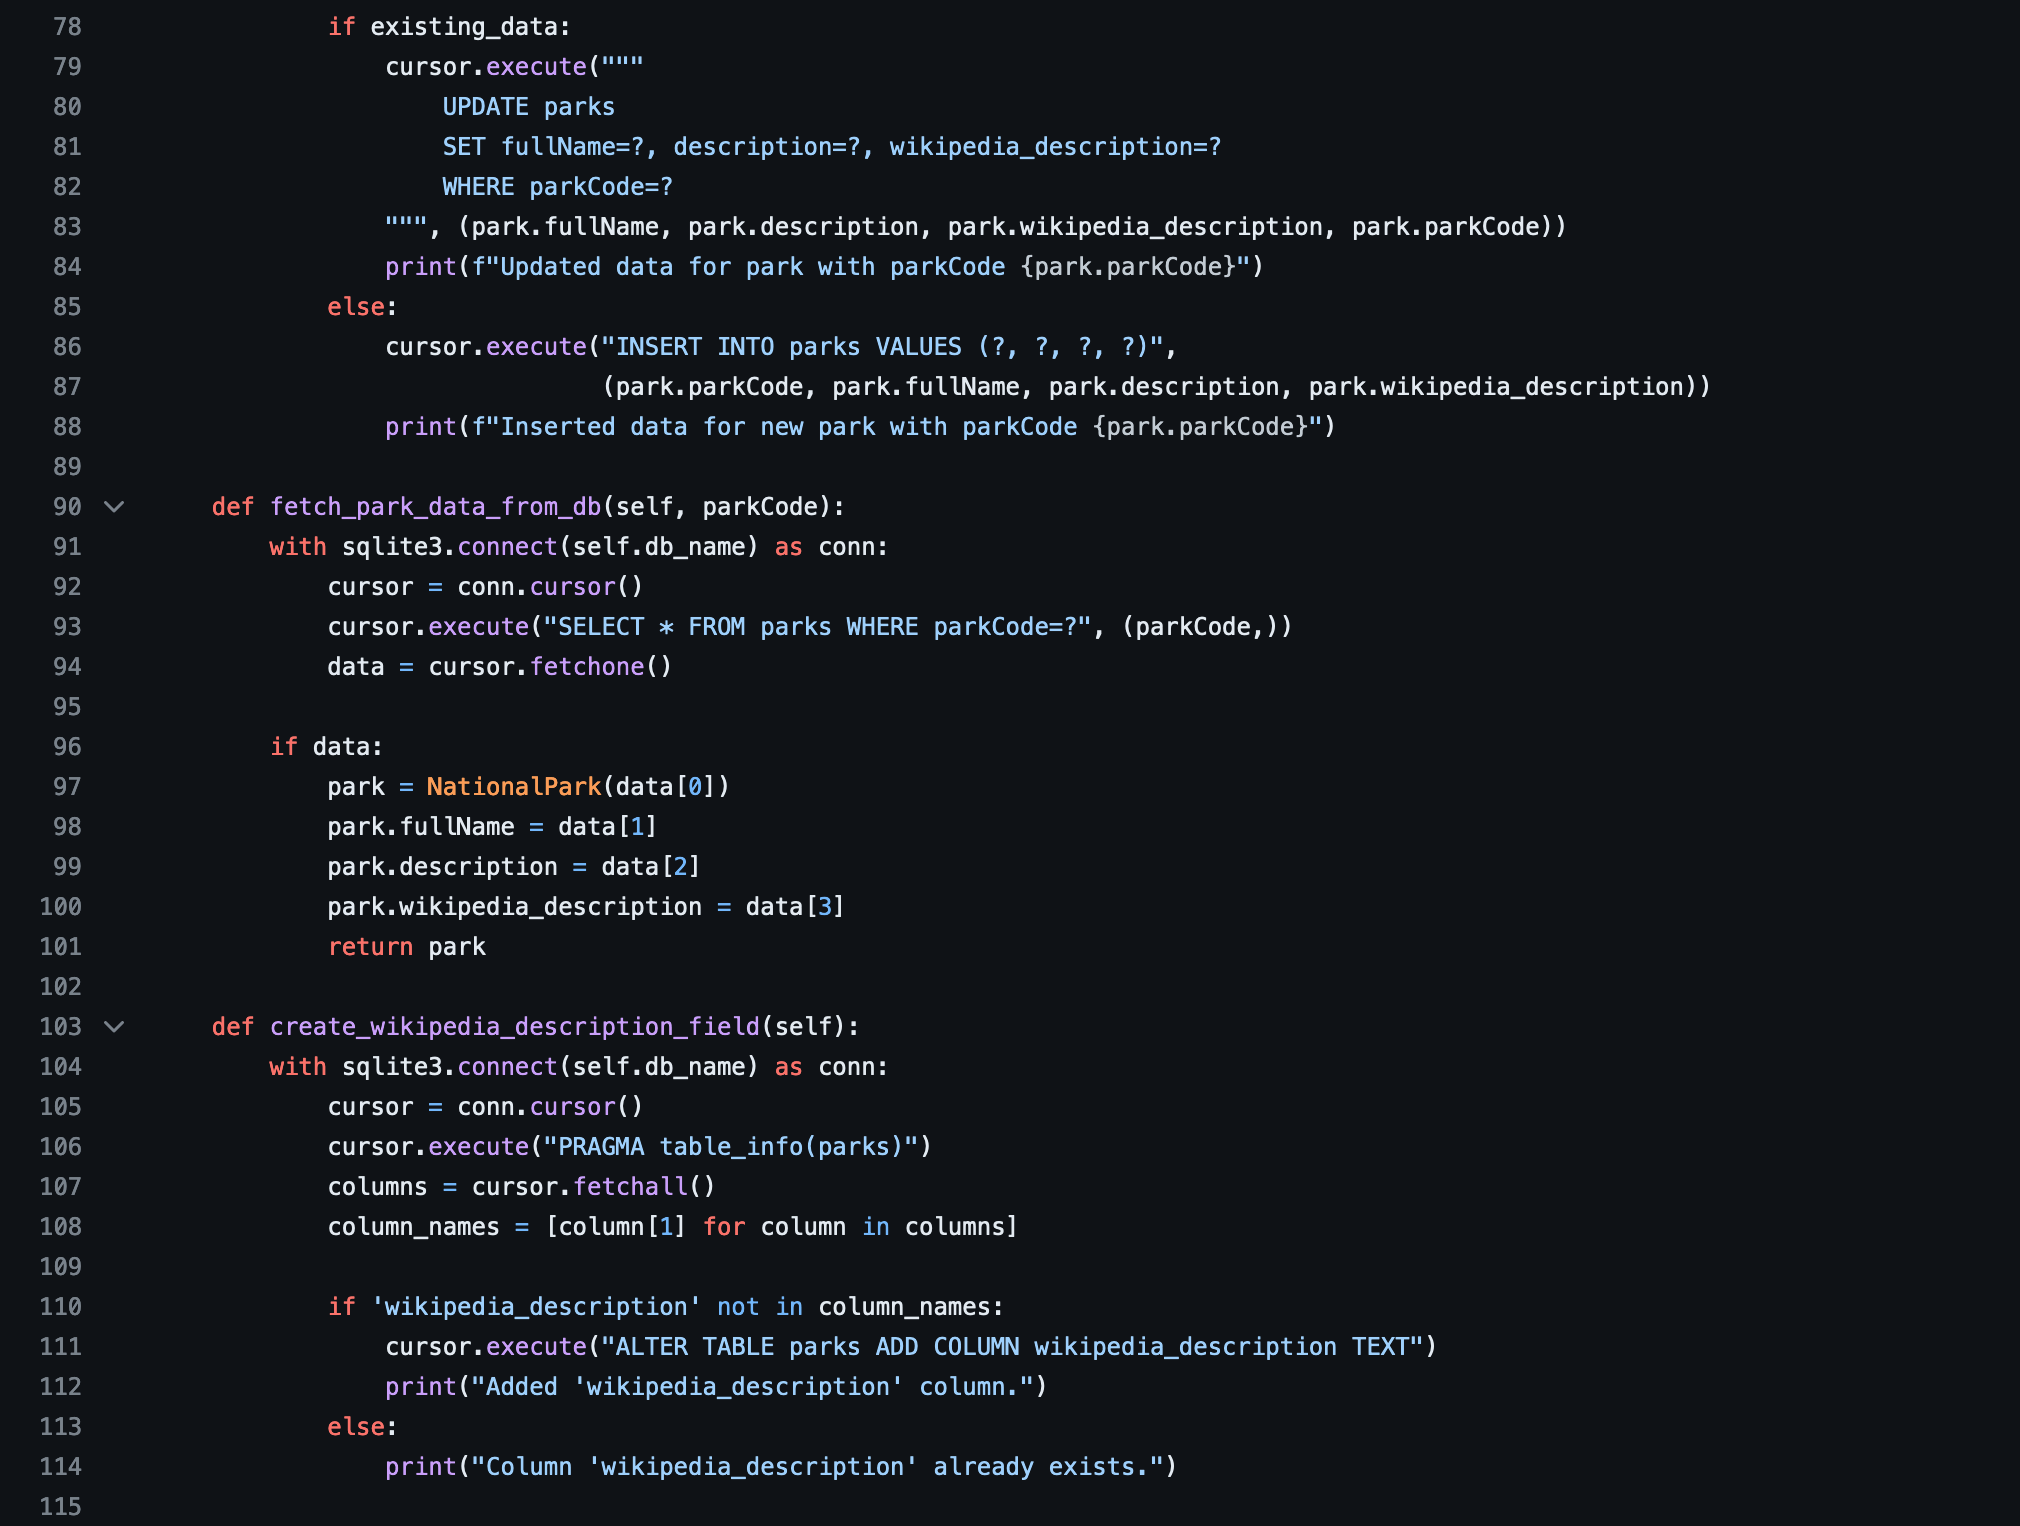 78                 if existing_data:
79                     cursor.execute("""
80                         UPDATE parks
81                         SET fullName=?, description=?, wikipedia_description=?
82                         WHERE parkCode=?
83                     """, (park.fullName, park.description, park.wikipedia_description, park.parkCode))
84                     print(f"Updated data for park with parkCode {park.parkCode}")
85                 else:
86                     cursor.execute("INSERT INTO parks VALUES (?, ?, ?, ?)",
87                                    (park.parkCode, park.fullName, park.description, park.wikipedia_description))
88                     print(f"Inserted data for new park with parkCode {park.parkCode}")
89
90         def fetch_park_data_from_db(self, parkCode):
91             with sqlite3.connect(self.db_name) as conn:
92                 cursor = conn.cursor()
93                 cursor.execute("SELECT * FROM parks WHERE parkCode=?", (parkCode,))
94                 data = cursor.fetchone()
95
96             if data:
97                 park = NationalPark(data[0])
98                 park.fullName = data[1]
99                 park.description = data[2]
100                 park.wikipedia_description = data[3]
101                 return park
102
103         def create_wikipedia_description_field(self):
104             with sqlite3.connect(self.db_name) as conn:
105                 cursor = conn.cursor()
106                 cursor.execute("PRAGMA table_info(parks)")
107                 columns = cursor.fetchall()
108                 column_names = [column[1] for column in columns]
109
110                 if 'wikipedia_description' not in column_names:
111                     cursor.execute("ALTER TABLE parks ADD COLUMN wikipedia_description TEXT")
112                     print("Added 'wikipedia_description' column.")
113                 else:
114                     print("Column 'wikipedia_description' already exists.")
115